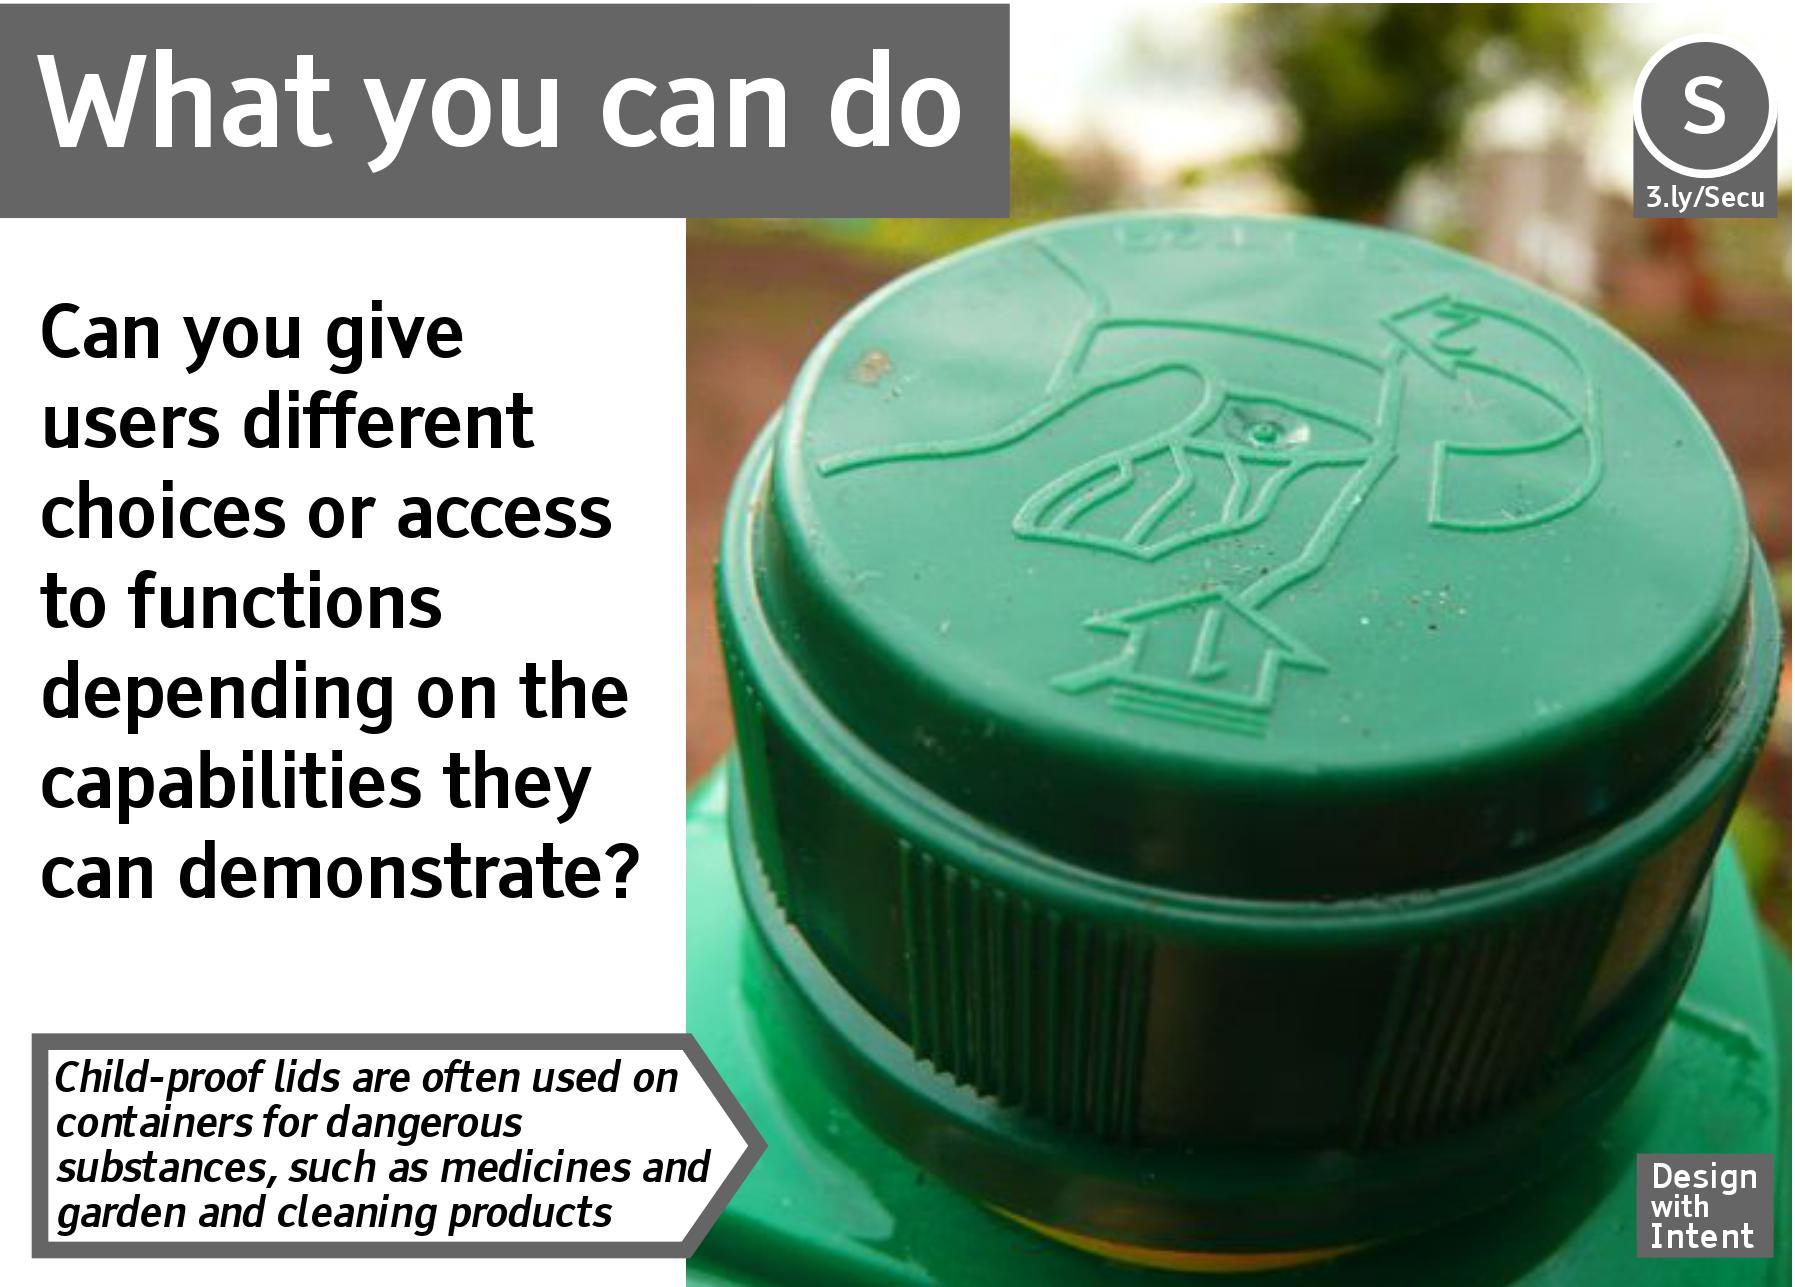 What you can do
S
3.ly/Secu
Can you give
users different
choices or access
to functions
depending on the
capabilities they
can demonstrate?
2
1
Child-proof lids are often used on
containers for dangerous
substances, such as medicines and
garden and cleaning products
Design
with
Intent